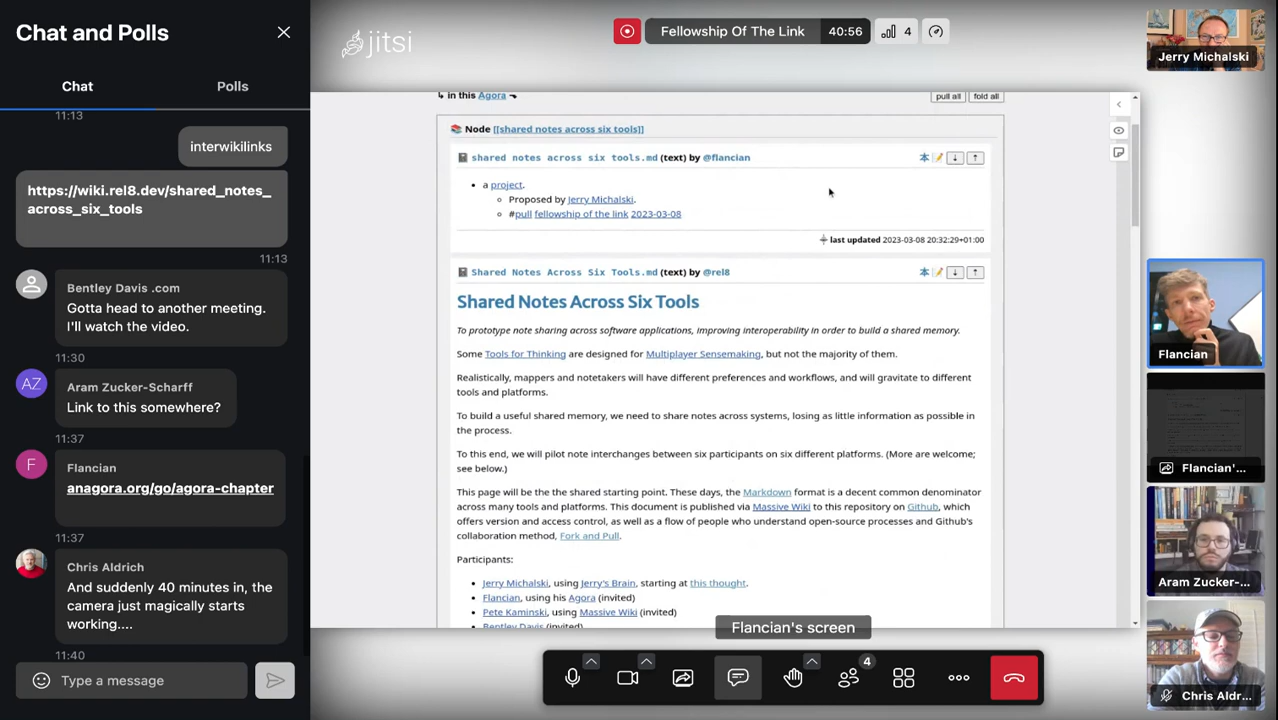 Chat and Polls
Chat
Polls
11:13
interwikilinks
https://wiki.rel8.dev/shared_notes_
across_six_tools
11:13
Bentley Davis .com
Gotta head to another meeting.
I'll watch the video.
11:30
AZ
Aram Zucker-Scharff
Link to this somewhere?
11:37
F
Flancian
anagora.org/go/agora-chapter
11:37
Chris Aldrich
And suddenly 40 minutes in, the
camera just magically starts
working....
11:40
Type a message
jitsi
Fellowship Of The Link
40:56
4
in this Agora
pull all
fold all
Node [[shared notes across six tools]]
shared notes across six tools.md (text) by @flancian
a project.
Proposed by Jerry Michalski.
#pull fellowship of the link 2023-03-08
last updated 2023-03-08 20:32:29+01:00
Shared Notes Across Six Tools.md (text) by @rel8
Shared Notes Across Six Tools
To prototype note sharing across software applications, improving interoperability in order to build a shared memory.
Some Tools for Thinking are designed for Multiplayer Sensemaking, but not the majority of them.
Realistically, mappers and notetakers will have different preferences and workflows, and will gravitate to different
tools and platforms.
To build a useful shared memory, we need to share notes across systems, losing as little information as possible in
the process.
To this end, we will pilot note interchanges between six participants on six different platforms. (More are welcome;
see below.)
This page will be the the shared starting point. These days, the Markdown format is a decent common denominator
across many tools and platforms. This document is published via Massive Wiki to this repository on Github, which
offers version and access control, as well as a flow of people who understand open-source processes and Github's
collaboration method, Fork and Pull.
Participants:
Jerry Michalski, using Jerry's Brain, starting at this thought.
Flancian, using his Agora (invited)
Pete Kaminski, using Massive Wiki (invited)
Bentley Davis (invited)
Flancian's screen
4
Jerry Michalski
Flancian
Flancian'...
Aram Zucker-...
Chris Aldr...